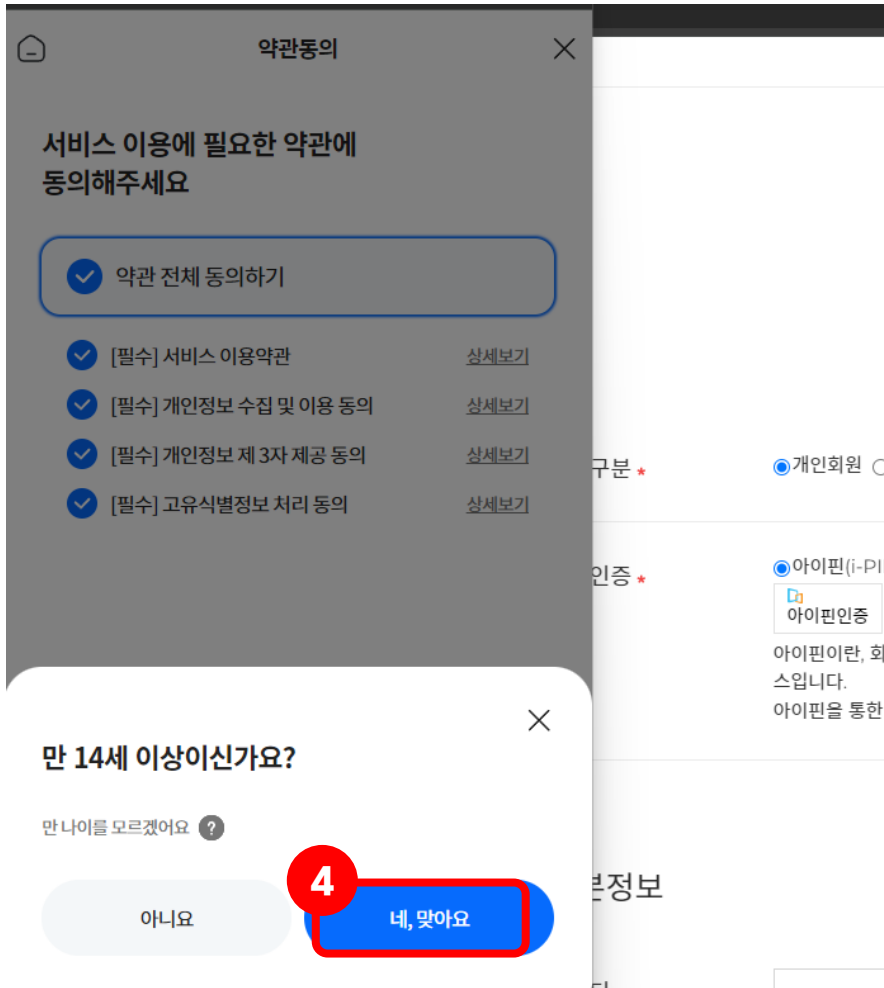 약관동의
서비스 이용에 필요한 약관에
동의해주세요
약관 전체 동의하기
[필수] 서비스 이용약관 상세보기
[필수] 개인정보 수집 및 이용 동의 상세보기
[필수] 개인정보 제 3자 제공 동의 상세보기
[필수] 고유식별정보 처리 동의 상세보기
만 14세 이상이신가요?
만 나이를 모르겠어요 ?
4
아니요
네, 맞아요
구분 *
개인회원
인증 *
아이핀(i-PI
아이핀인증
아이핀이란, 회
스입니다.
아이핀을 통한
본정보